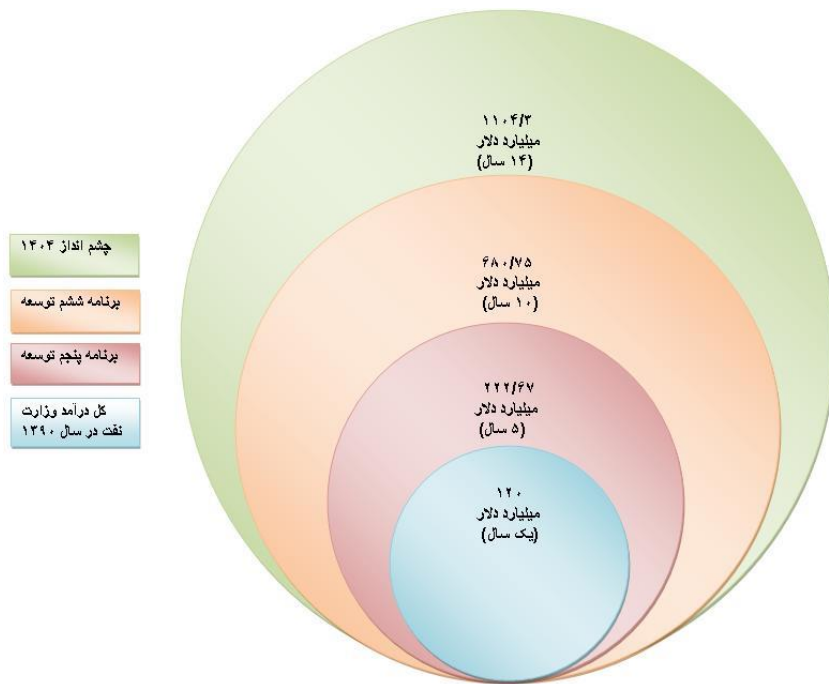 ۱۱۰۴/۳
میلیارد دلار
(۱۴ سال)
۶۸۰/۷۵
میلیارد دلار
(۱۰ سال)
۲۲۲/۶۷
میلیارد دلار
(۵ سال)
۱۲۰
میلیارد دلار
(یک سال)
چشم انداز ۱۴۰۴
برنامه ششم توسعه
برنامه پنجم توسعه
کل درآمد وزارت
نفت در سال ۱۳۹۰